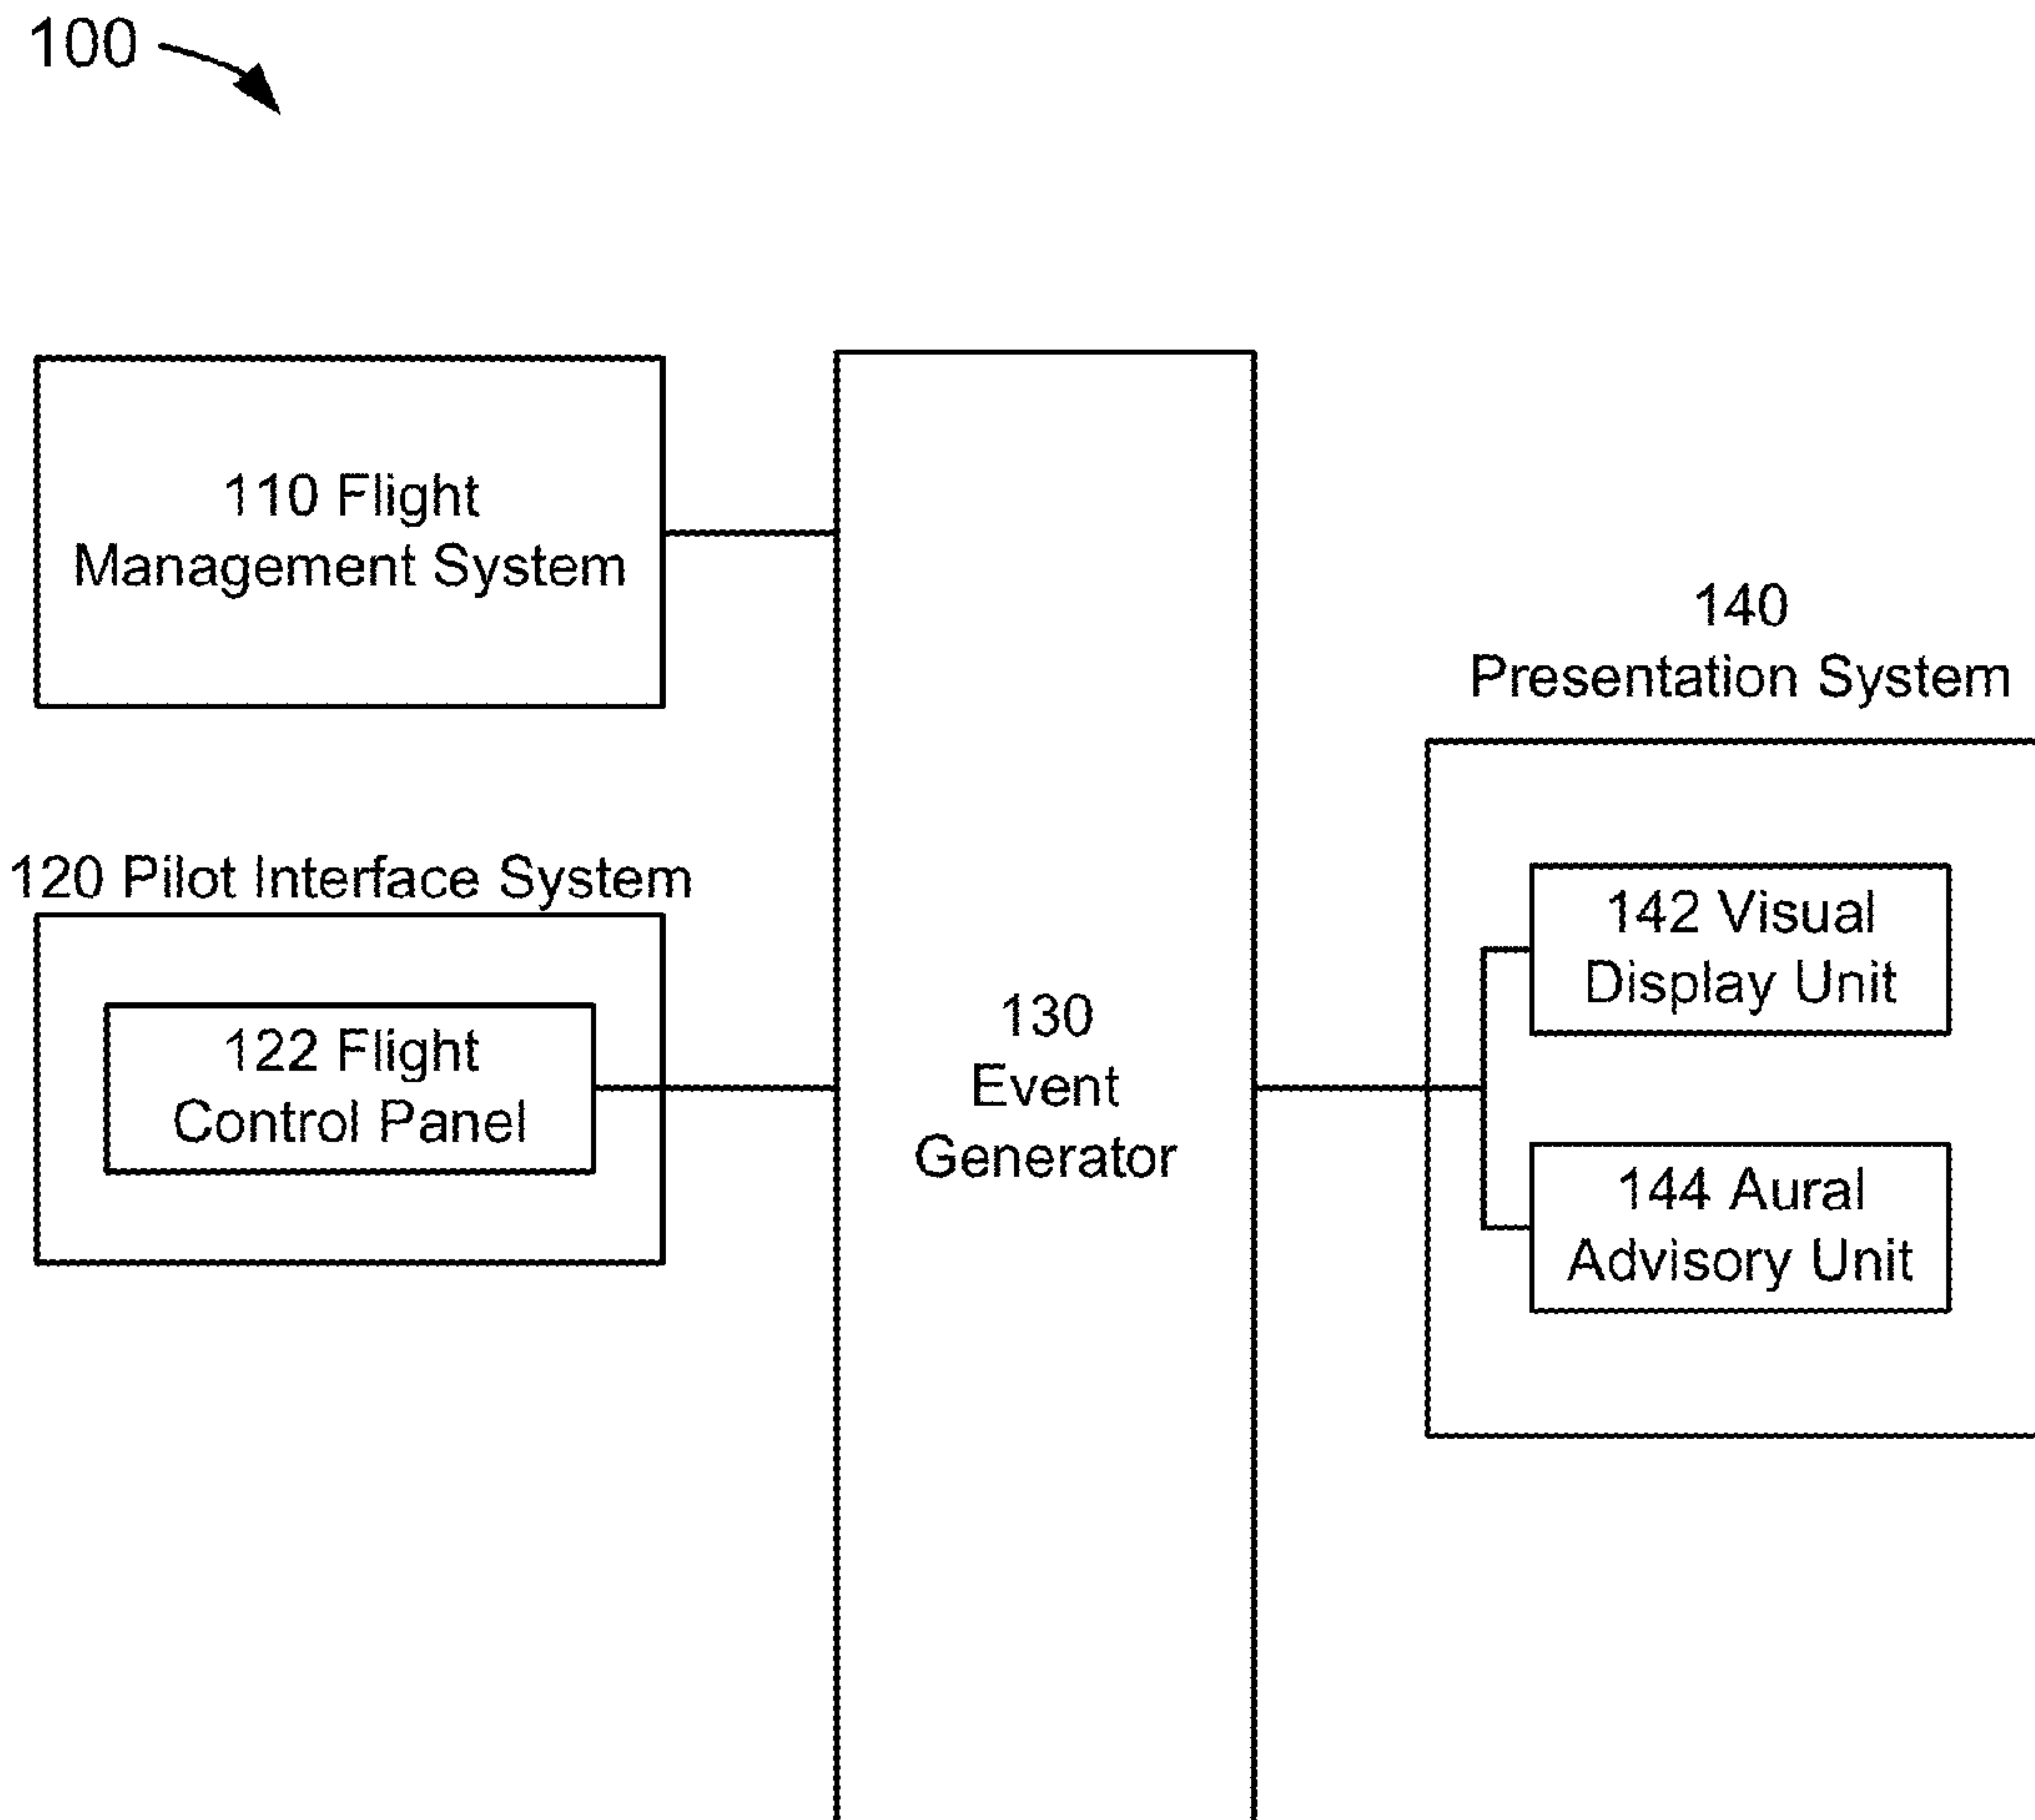 100
110 Flight
Management System
120 Pilot Interface System
122 Flight
Control Panel
130
Event
Generator
140
Presentation System
142 Visual
Display Unit
144 Aural
Advisory Unit